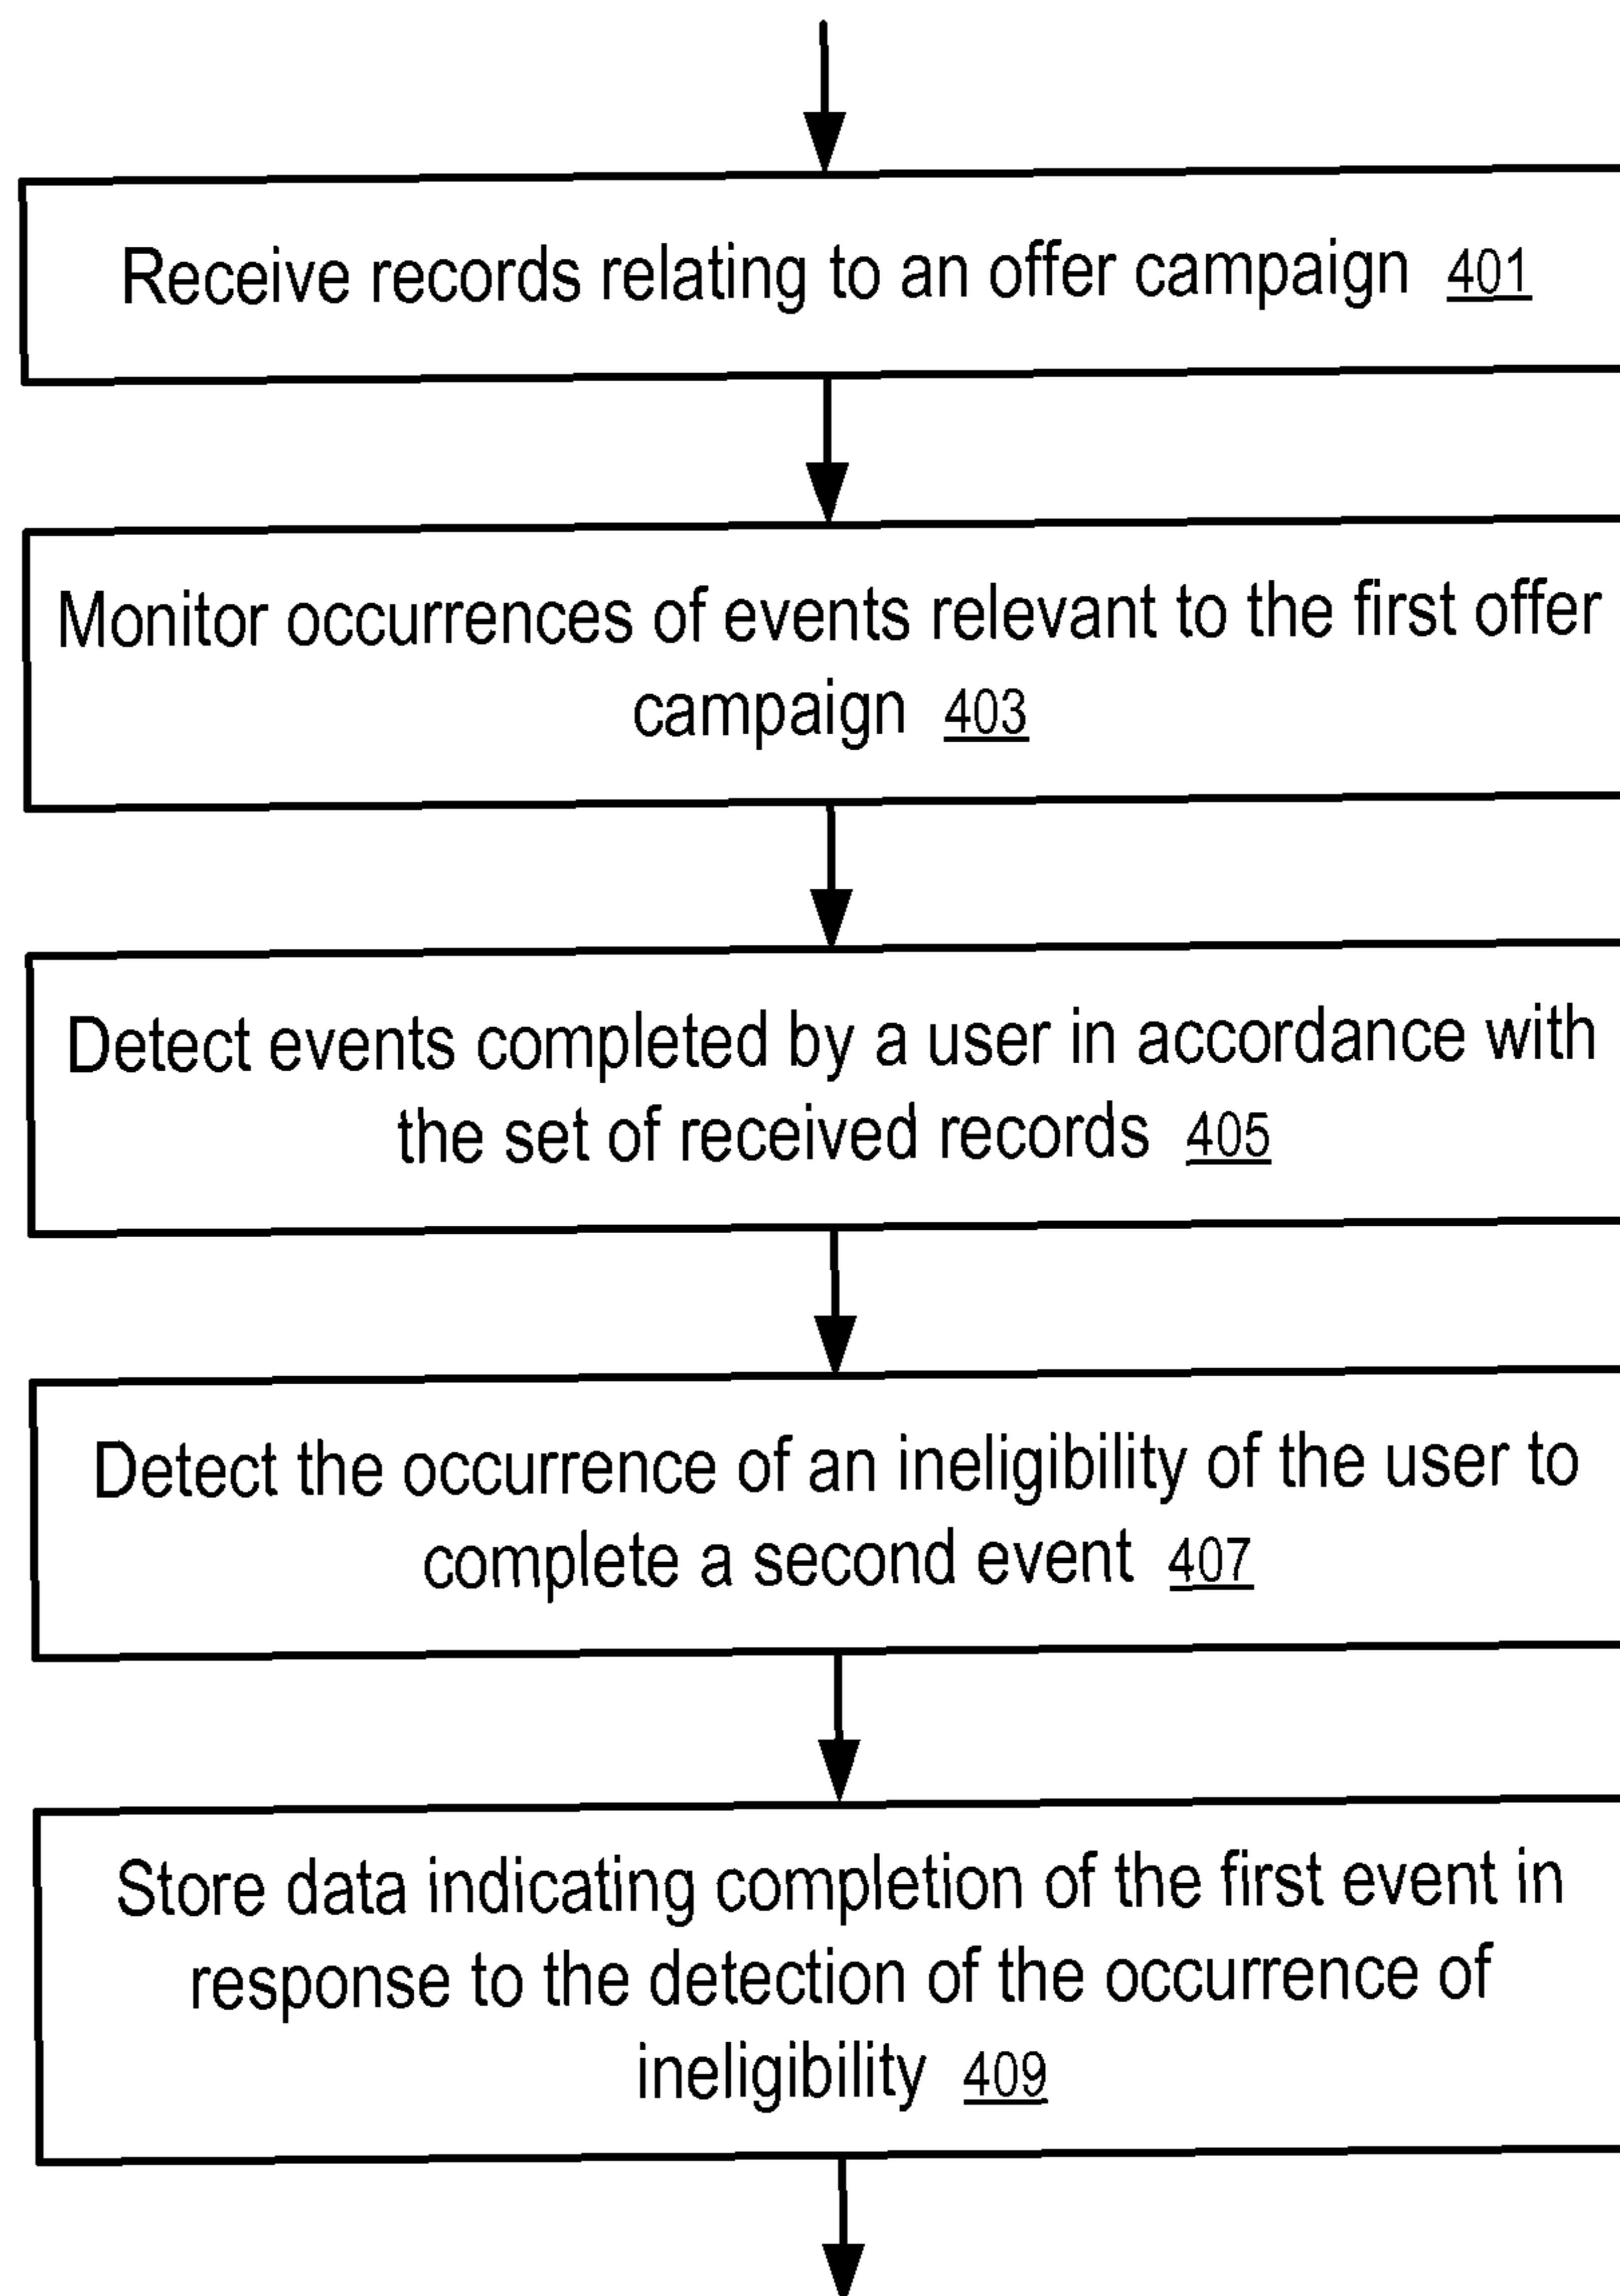 Receive records relating to an offer campaign 401
Monitor occurrences of events relevant to the first offer
campaign 403
Detect events completed by a user in accordance with
the set of received records 405
Detect the occurrence of an ineligibility of the user to
complete a second event 407
Store data indicating completion of the first event in
response to the detection of the occurrence of
ineligibility 409